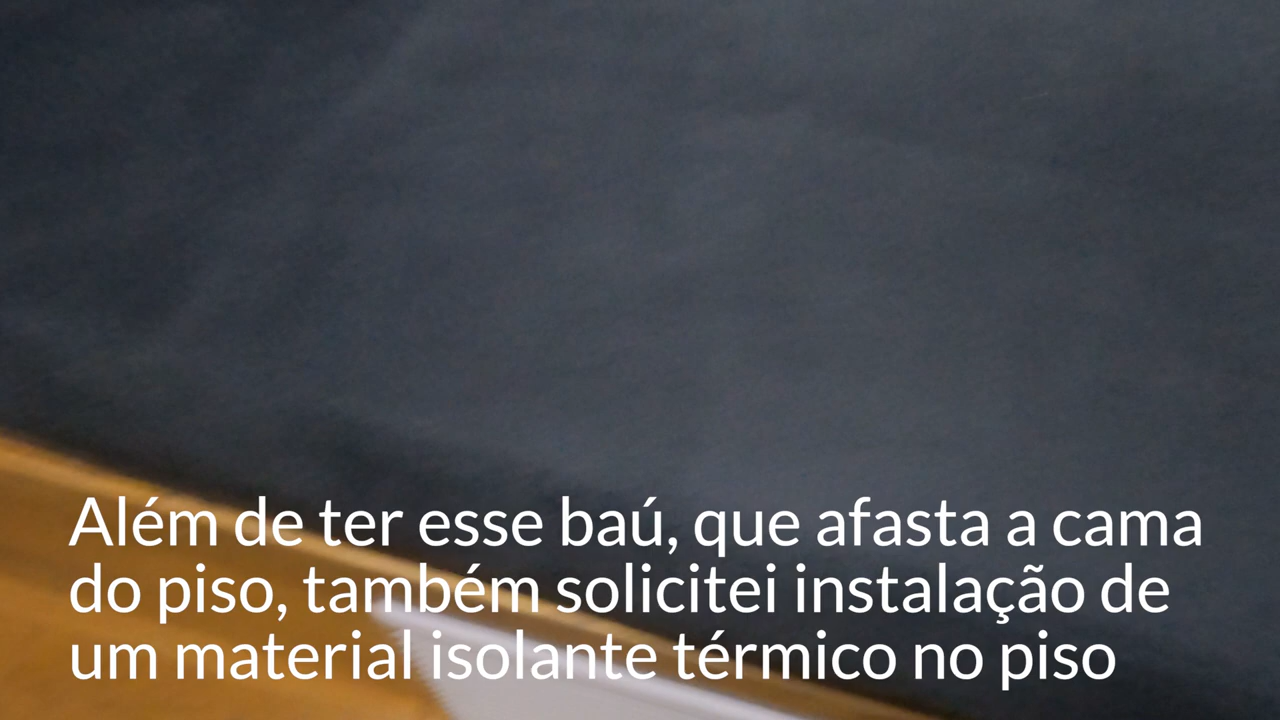 Além de ter esse baú, que afasta a cama
do piso, também solicitei instalação de
um material isolante térmico no piso